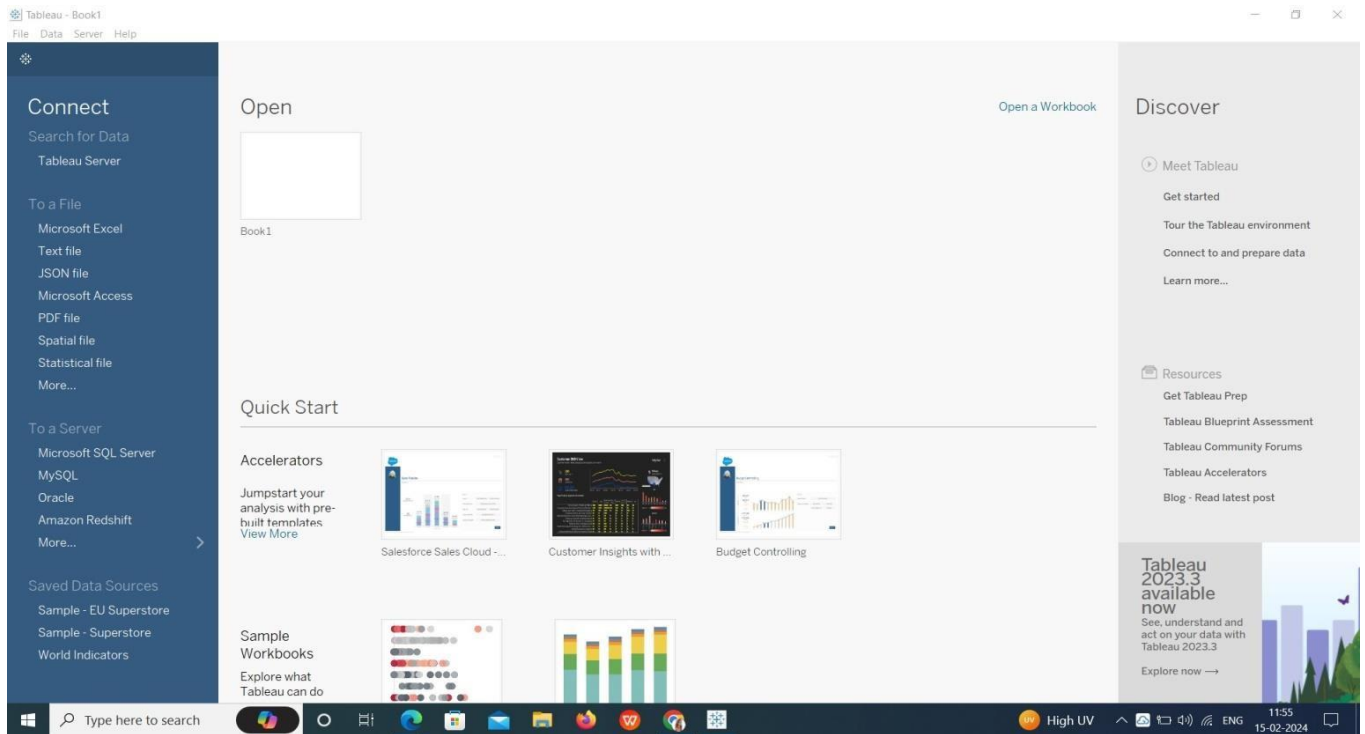 Tableau - Book1
File Data Server Help
Connect
Search for Data
Tableau Server
To a File
Microsoft Excel
Text file
JSON file
Microsoft Access
PDF file
Spatial file
Statistical file
More...
To a Server
Microsoft SQL Server
MySQL
Oracle
Amazon Redshift
More...
Saved Data Sources
Sample - EU Superstore
Sample - Superstore
World Indicators
Open
Open a Workbook
Book1
Quick Start
Accelerators
Jumpstart your
analysis with pre-
built templates
View More
Salesforce Sales Cloud -...
Customer Insights with ...
Budget Controlling
Sample
Workbooks
Explore what
Tableau can do
Discover
Meet Tableau
Get started
Tour the Tableau environment
Connect to and prepare data
Learn more...
Resources
Get Tableau Prep
Tableau Blueprint Assessment
Tableau Community Forums
Tableau Accelerators
Blog - Read latest post
Tableau
2023.3
available
now
See, understand and
act on your data with
Tableau 2023.3
Explore now →
Type here to search
UV High UV
ENG
11:55
15-02-2024